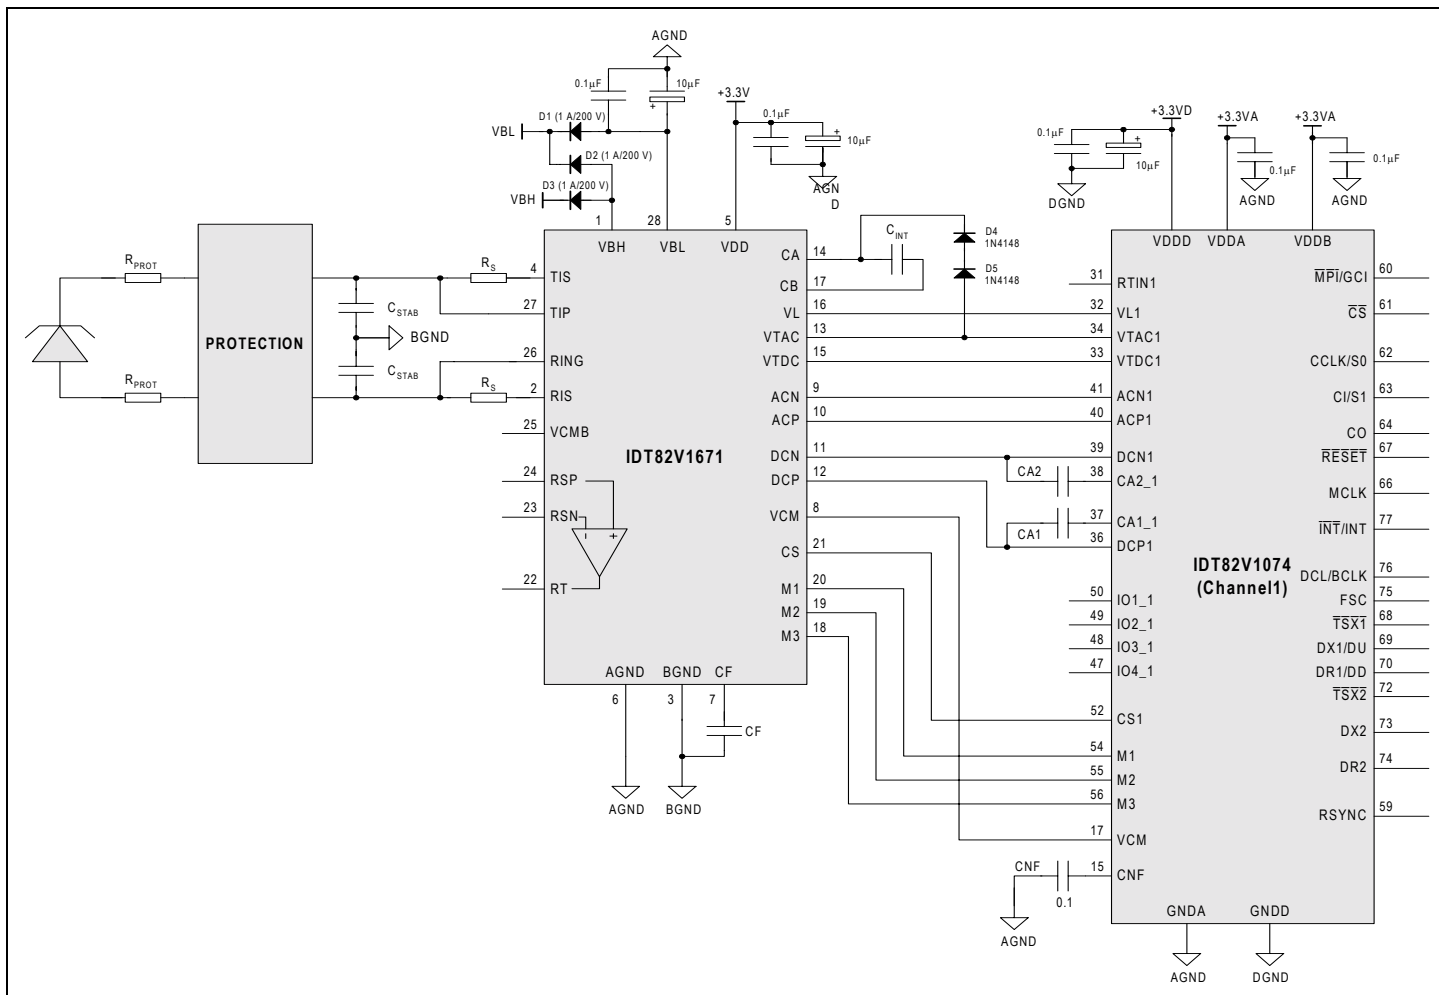 AGND
0.1µF
10µF
+
D1 (1 A/200 V)
VBL
D2 (1 A/200 V)
D3 (1 A/200 V)
VBH
1
28
5
VBH
VBL
VDD
+3.3V
0.1µF
+
10µF
AGN
D
R_PROT
R_PROT
PROTECTION
C_STAB
C_STAB
BGND
R_S
R_S
4
TIS
27
TIP
26
RING
2
RIS
25
VCMB
24
RSP
23
RSN
- +
22
RT
IDT82V1671
CA
14
CB
17
VL
16
VTAC
13
VTDC
15
ACN
9
ACP
10
DCN
11
DCP
12
VCM
8
CS
21
M1
20
M2
19
M3
18
AGND
BGND
CF
6
3
7
CF
AGND
BGND
C_INT
D4
1N4148
D5
1N4148
CA2
CA1
+3.3VD
0.1µF
+
10µF
DGND
+3.3VA
0.1µF
AGND
+3.3VA
0.1µF
AGND
VDDD
VDDA
VDDB
31
RTIN1
32
VL1
34
VTAC1
33
VTDC1
41
ACN1
40
ACP1
39
DCN1
38
CA2_1
37
CA1_1
36
DCP1
50
IO1_1
49
IO2_1
48
IO3_1
47
IO4_1
52
CS1
54
M1
55
M2
56
M3
17
VCM
CNF
15
CNF
0.1
AGND
IDT82V1074
(Channel1)
MPI/GCI
60
CS
61
CCLK/S0
62
CI/S1
63
CO
64
RESET
67
MCLK
66
INT/INT
77
DCL/BCLK
76
FSC
75
TSX1
68
DX1/DU
69
DR1/DD
70
TSX2
72
DX2
73
DR2
74
RSYNC
59
GNDA
GNDD
AGND
DGND